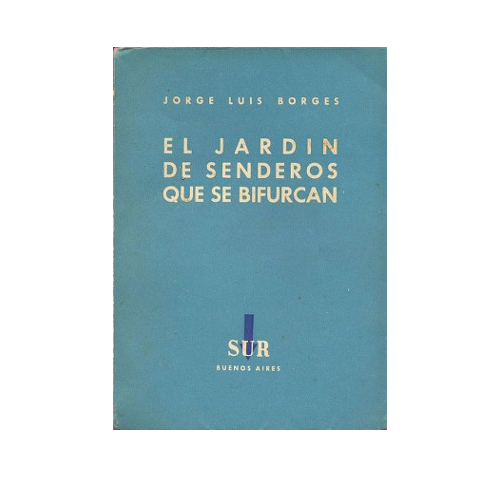 JORGE LUIS BORGES
EL JARDIN
DE SENDEROS
QUE SE BIFURCAN
SUR
BUENOS AIRES